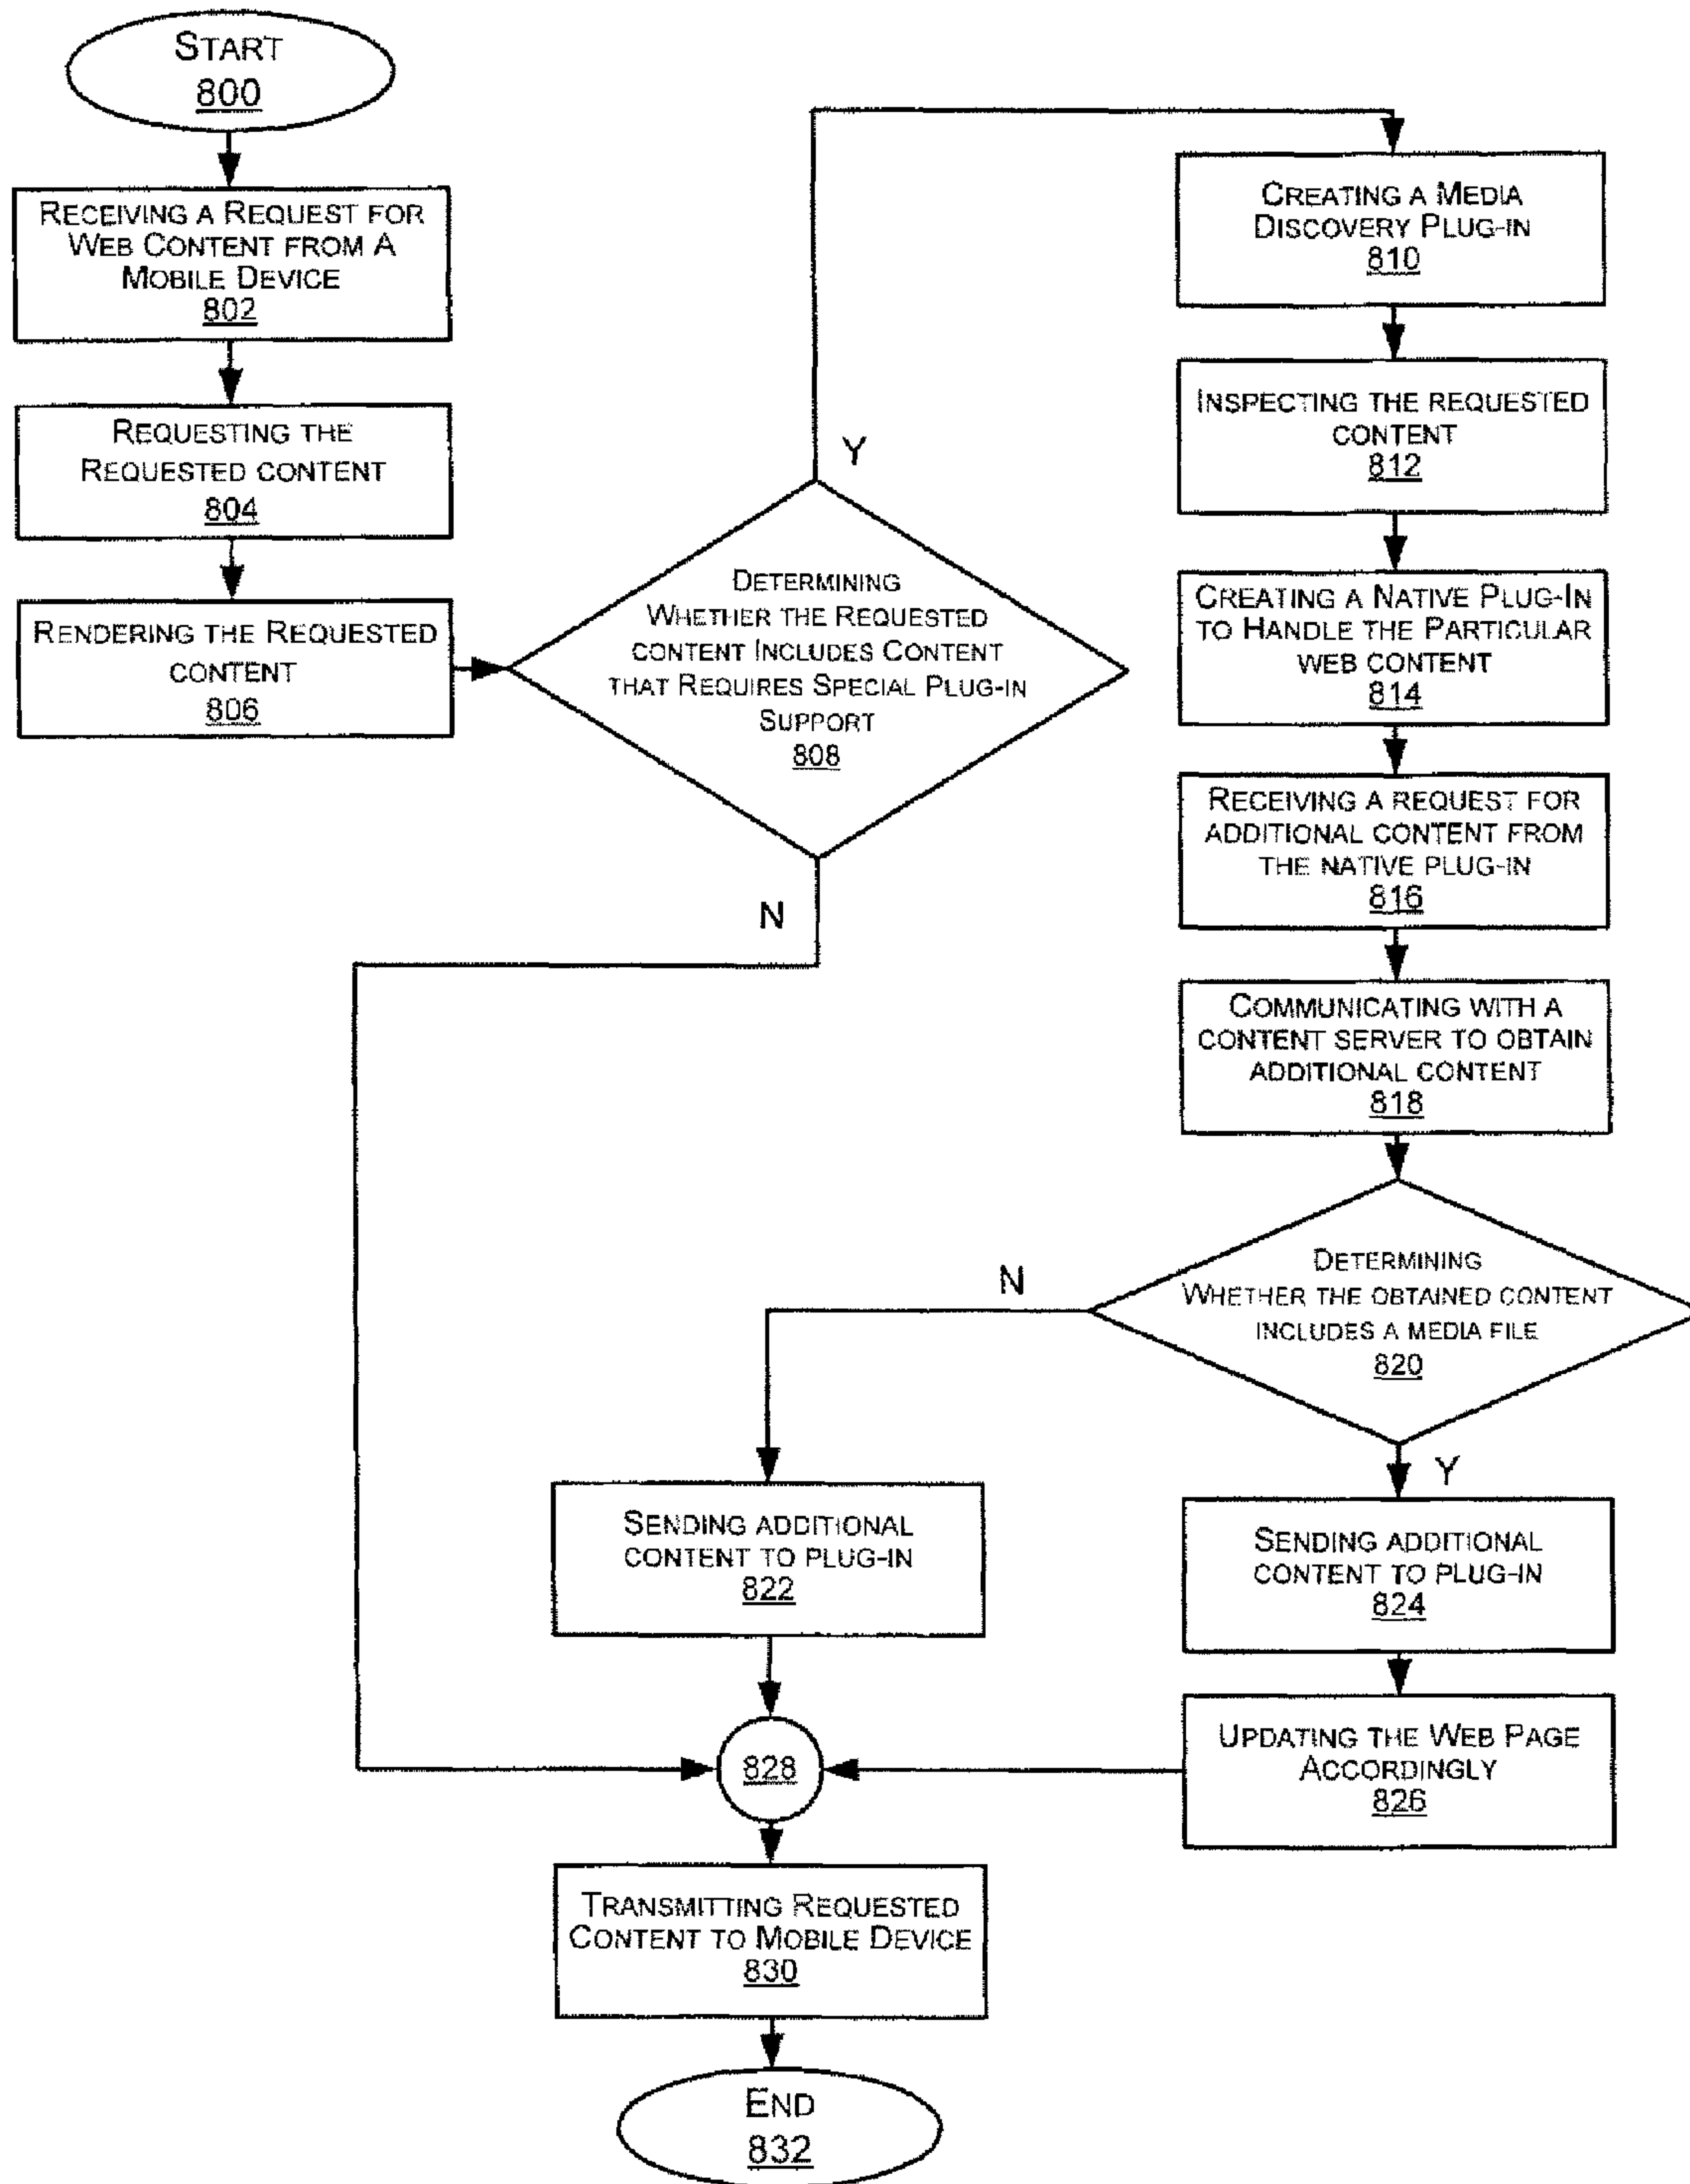 START
800
RECEIVING A REQUEST FOR
WEB CONTENT FROM A
MOBILE DEVICE
802
REQUESTING THE
REQUESTED CONTENT
804
RENDERING THE REQUESTED
CONTENT
806
DETERMINING
WHETHER THE REQUESTED
CONTENT INCLUDES CONTENT
THAT REQUIRES SPECIAL PLUG-IN
SUPPORT
808
Y
N
CREATING A MEDIA
DISCOVERY PLUG-IN
810
INSPECTING THE REQUESTED
CONTENT
812
CREATING A NATIVE PLUG-IN
TO HANDLE THE PARTICULAR
WEB CONTENT
814
RECEIVING A REQUEST FOR
ADDITIONAL CONTENT FROM
THE NATIVE PLUG-IN
816
COMMUNICATING WITH A
CONTENT SERVER TO OBTAIN
ADDITIONAL CONTENT
818
DETERMINING
WHETHER THE OBTAINED CONTENT
INCLUDES A MEDIA FILE
820
N
Y
SENDING ADDITIONAL
CONTENT TO PLUG-IN
822
SENDING ADDITIONAL
CONTENT TO PLUG-IN
824
UPDATING THE WEB PAGE
ACCORDINGLY
826
828
TRANSMITTING REQUESTED
CONTENT TO MOBILE DEVICE
830
END
832